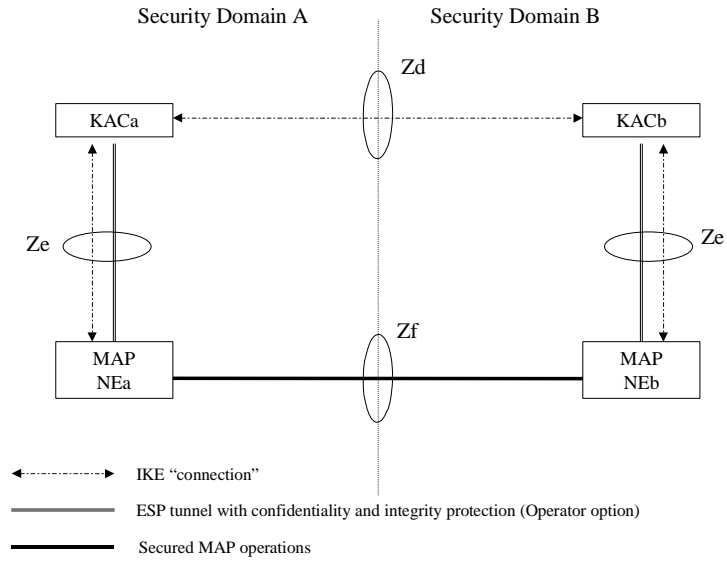 Security Domain A
Security Domain B
Zd
KACa
KACb
Ze
Ze
Zf
MAP
NEa
MAP
NEb
IKE “connection”
ESP tunnel with confidentiality and integrity protection (Operator option)
Secured MAP operations